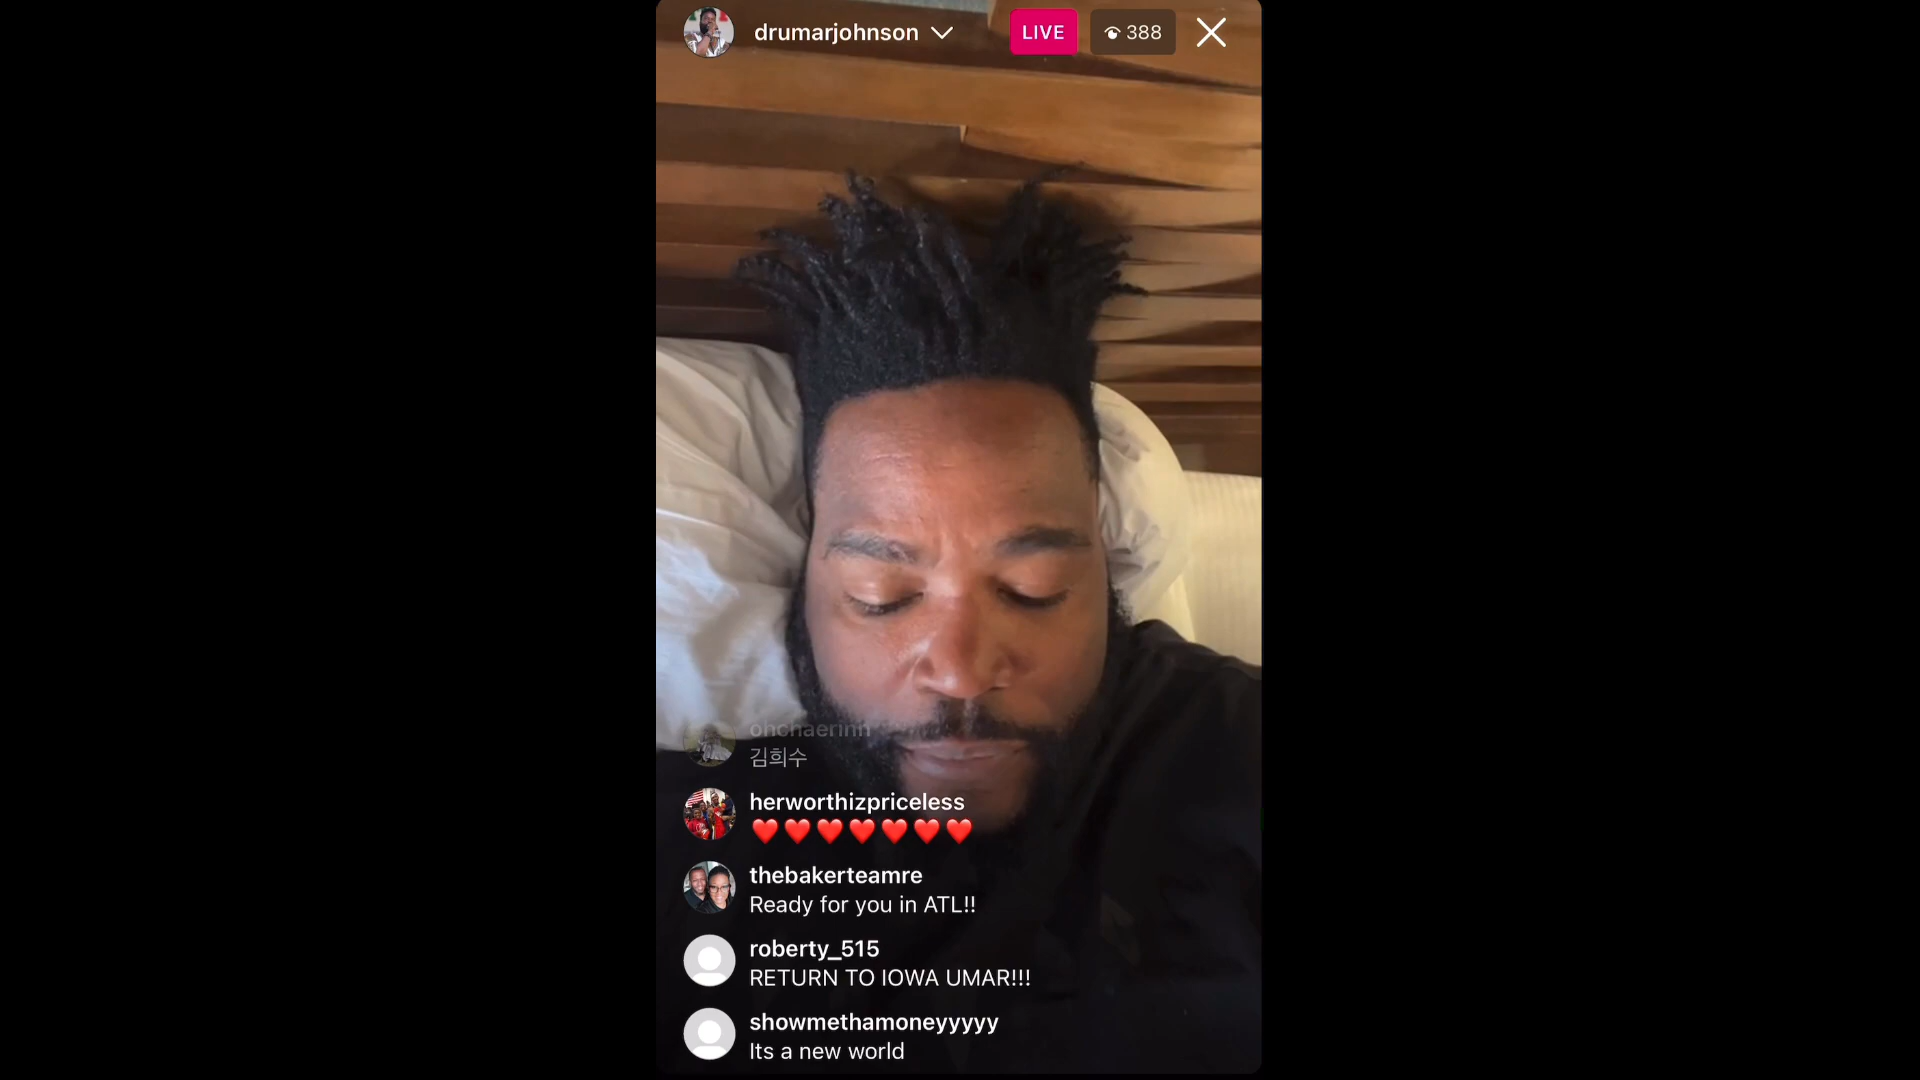 drumarjohnson
LIVE
388
ohchaerinn
김희수
herworthizpriceless
❤️❤️❤️❤️❤️❤️❤️
thebakerteamre
Ready for you in ATL!!
roberty_515
RETURN TO IOWA UMAR!!!
showmethamoneyyyyy
Its a new world